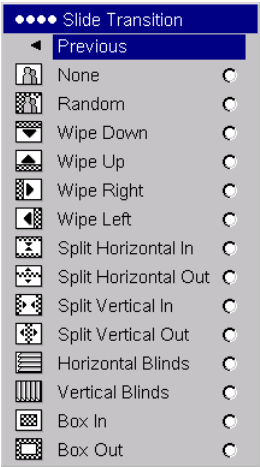 Slide Transition
Previous
None
Random
Wipe Down
Wipe Up
Wipe Right
Wipe Left
Split Horizontal In
Split Horizontal Out
Split Vertical In
Split Vertical Out
Horizontal Blinds
Vertical Blinds
Box In
Box Out